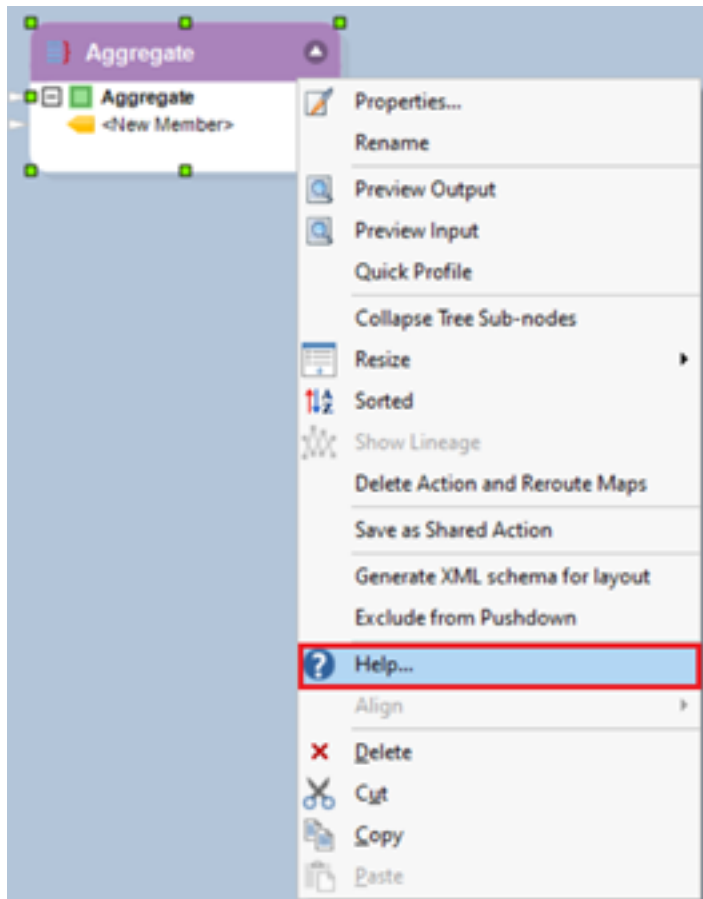 Aggregate
Aggregate
<New Member>
Properties...
Rename
Preview Output
Preview Input
Quick Profile
Collapse Tree Sub-nodes
Resize
Sorted
Show Lineage
Delete Action and Reroute Maps
Save as Shared Action
Generate XML schema for layout
Exclude from Pushdown
Help...
Align
Delete
Cut
Copy
Paste